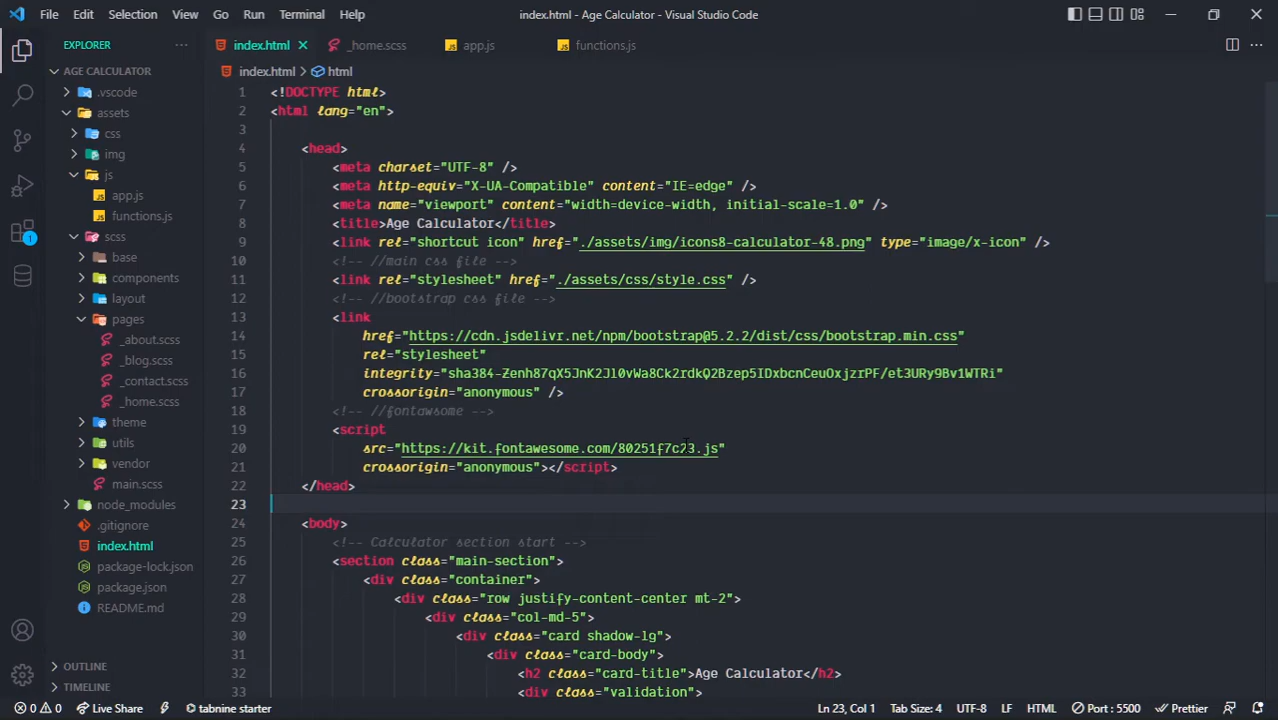 File Edit Selection View Go Run Terminal Help index.html - Age Calculator - Visual Studio Code
EXPLORER
AGE CALCULATOR
.vscode
assets
css
img
js
app.js
functions.js
scss
base
components
layout
pages
_about.scss
_blog.scss
_contact.scss
_home.scss
theme
utils
vendor
main.scss
node_modules
.gitignore
index.html
package-lock.json
package.json
README.md
OUTLINE
TIMELINE
1
index.html _home.scss app.js functions.js
index.html > html
1 <!DOCTYPE html>
2 <html lang="en">
3
4 <head>
5 <meta charset="UTF-8" />
6 <meta http-equiv="X-UA-Compatible" content="IE=edge" />
7 <meta name="viewport" content="width=device-width, initial-scale=1.0" />
8 <title>Age Calculator</title>
9 <link rel="shortcut icon" href="./assets/img/icons8-calculator-48.png" type="image/x-icon" />
10 <!-- //main css file -->
11 <link rel="stylesheet" href="./assets/css/style.css" />
12 <!-- //bootstrap css file -->
13 <link
14 href="https://cdn.jsdelivr.net/npm/bootstrap@5.2.2/dist/css/bootstrap.min.css"
15 rel="stylesheet"
16 integrity="sha384-Zenh87qX5JnK2Jl0vWa8Ck2rdkQ2Bzep5IDxbcnCeuOxjzrPF/et3URy9Bv1WTRi"
17 crossorigin="anonymous" />
18 <!-- //fontawsome -->
19 <script
20 src="https://kit.fontawesome.com/80251f7c23.js"
21 crossorigin="anonymous"></script>
22 </head>
23
24 <body>
25 <!-- Calculator section start -->
26 <section class="main-section">
27 <div class="container">
28 <div class="row justify-content-center mt-2">
29 <div class="col-md-5">
30 <div class="card shadow-lg">
31 <div class="card-body">
32 <h2 class="card-title">Age Calculator</h2>
33 <div class="validation">
0 0 Live Share tabnine starter Ln 23, Col 1 Tab Size: 4 UTF-8 LF HTML Port : 5500 Prettier